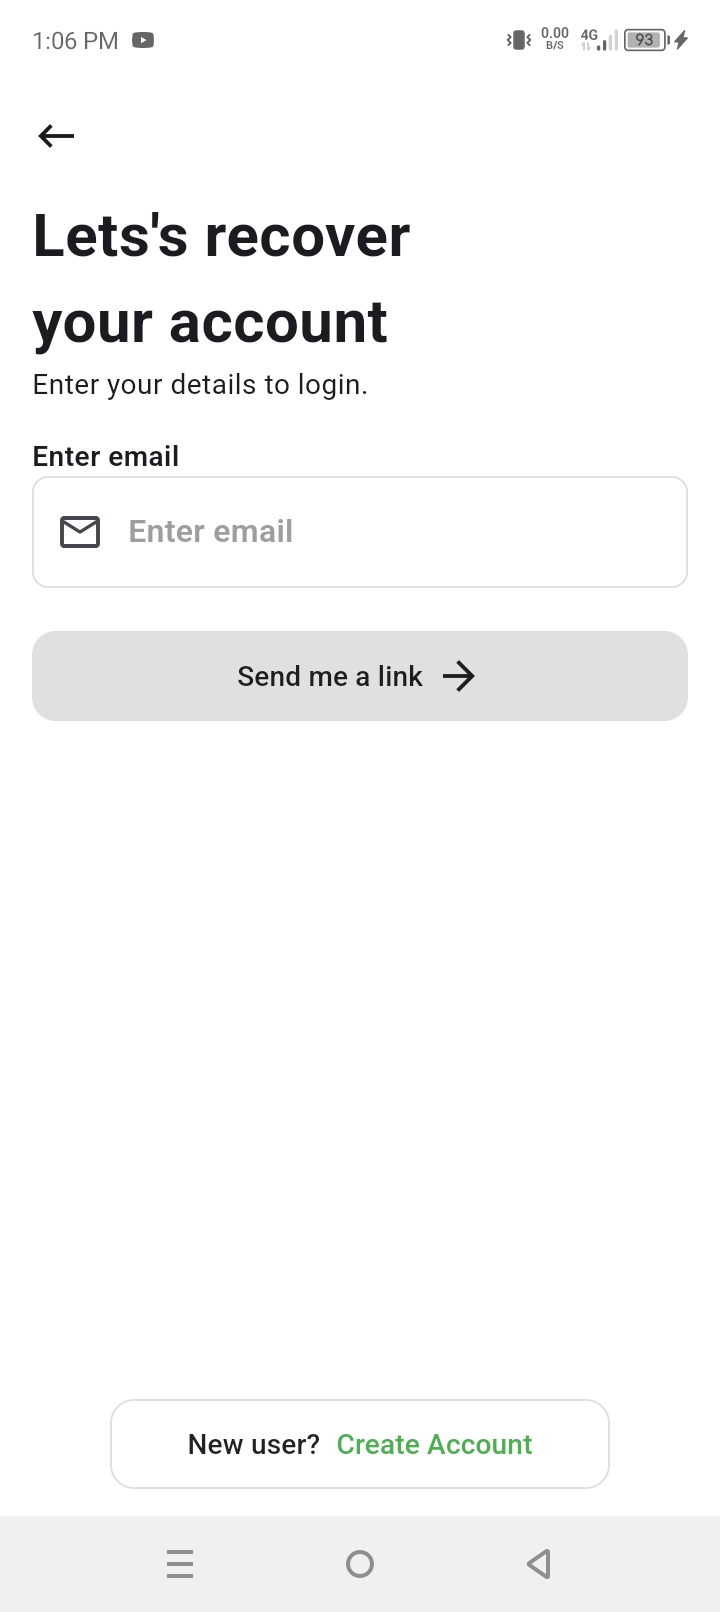 1:06 PM 0.00 B/S 4G 93
Lets's recover
your account
Enter your details to login.
Enter email
Enter email
Send me a link
New user? Create Account